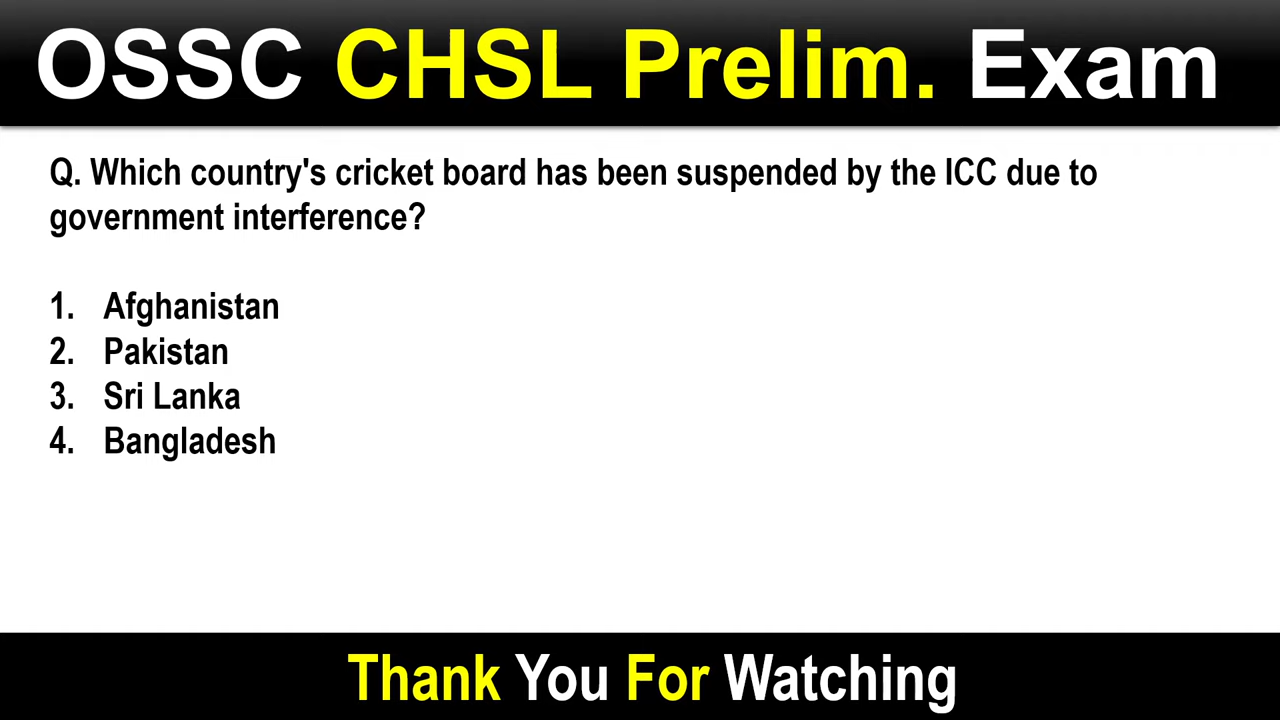 OSSC CHSL Prelim. Exam
Q. Which country's cricket board has been suspended by the ICC due to
government interference?
1. Afghanistan
2. Pakistan
3. Sri Lanka
4. Bangladesh
Thank You For Watching